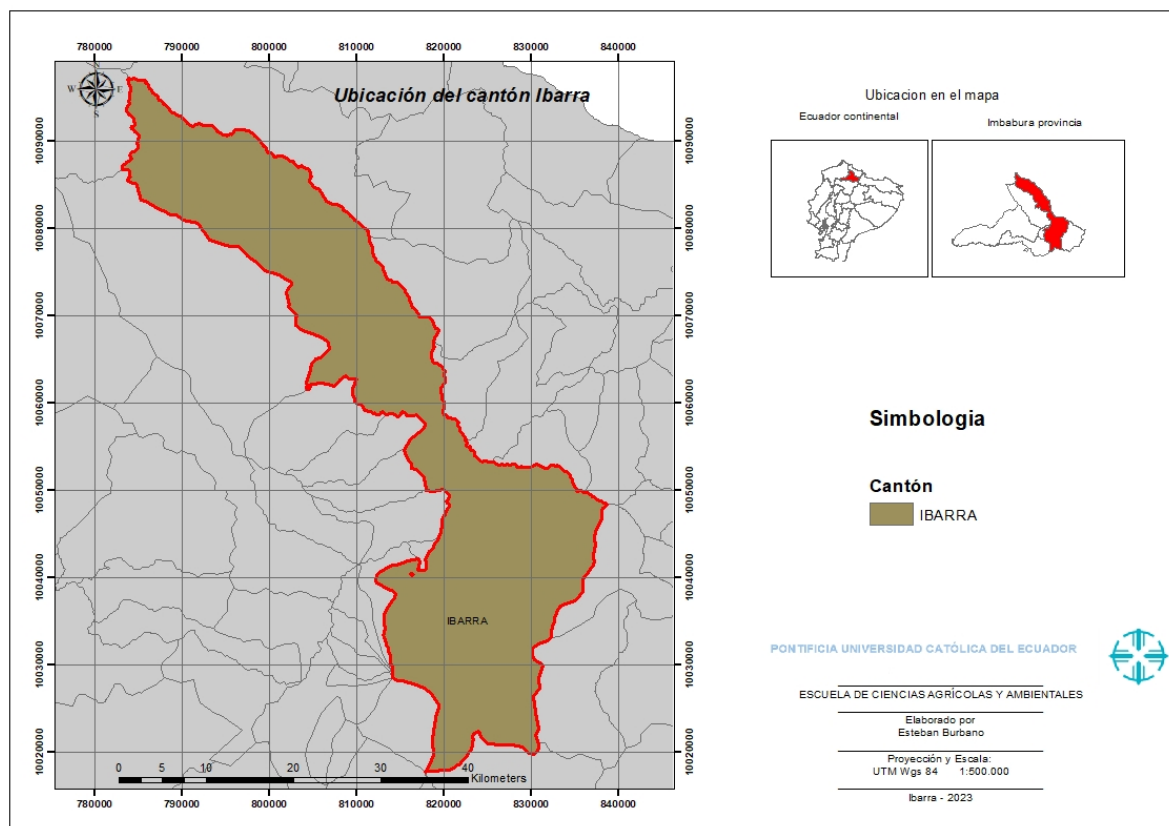 780000 790000 800000 810000 820000 830000 840000
N
W E
S
Ubicación del cantón Ibarra
10090000 10090000
10080000 10080000
10070000 10070000
10060000 10060000
10050000 10050000
10040000 10040000
10030000 10030000
10020000 10020000
IBARRA
0 5 10 20 30 40
Kilometers
780000 790000 800000 810000 820000 830000 840000
Ubicacion en el mapa
Ecuador continental Imbabura provincia
Simbologia
Cantón
IBARRA
PONTIFICIA UNIVERSIDAD CATÓLICA DEL ECUADOR
ESCUELA DE CIENCIAS AGRÍCOLAS Y AMBIENTALES
Elaborado por
Esteban Burbano
Proyección y Escala:
UTM Wgs 84 1:500.000
Ibarra - 2023